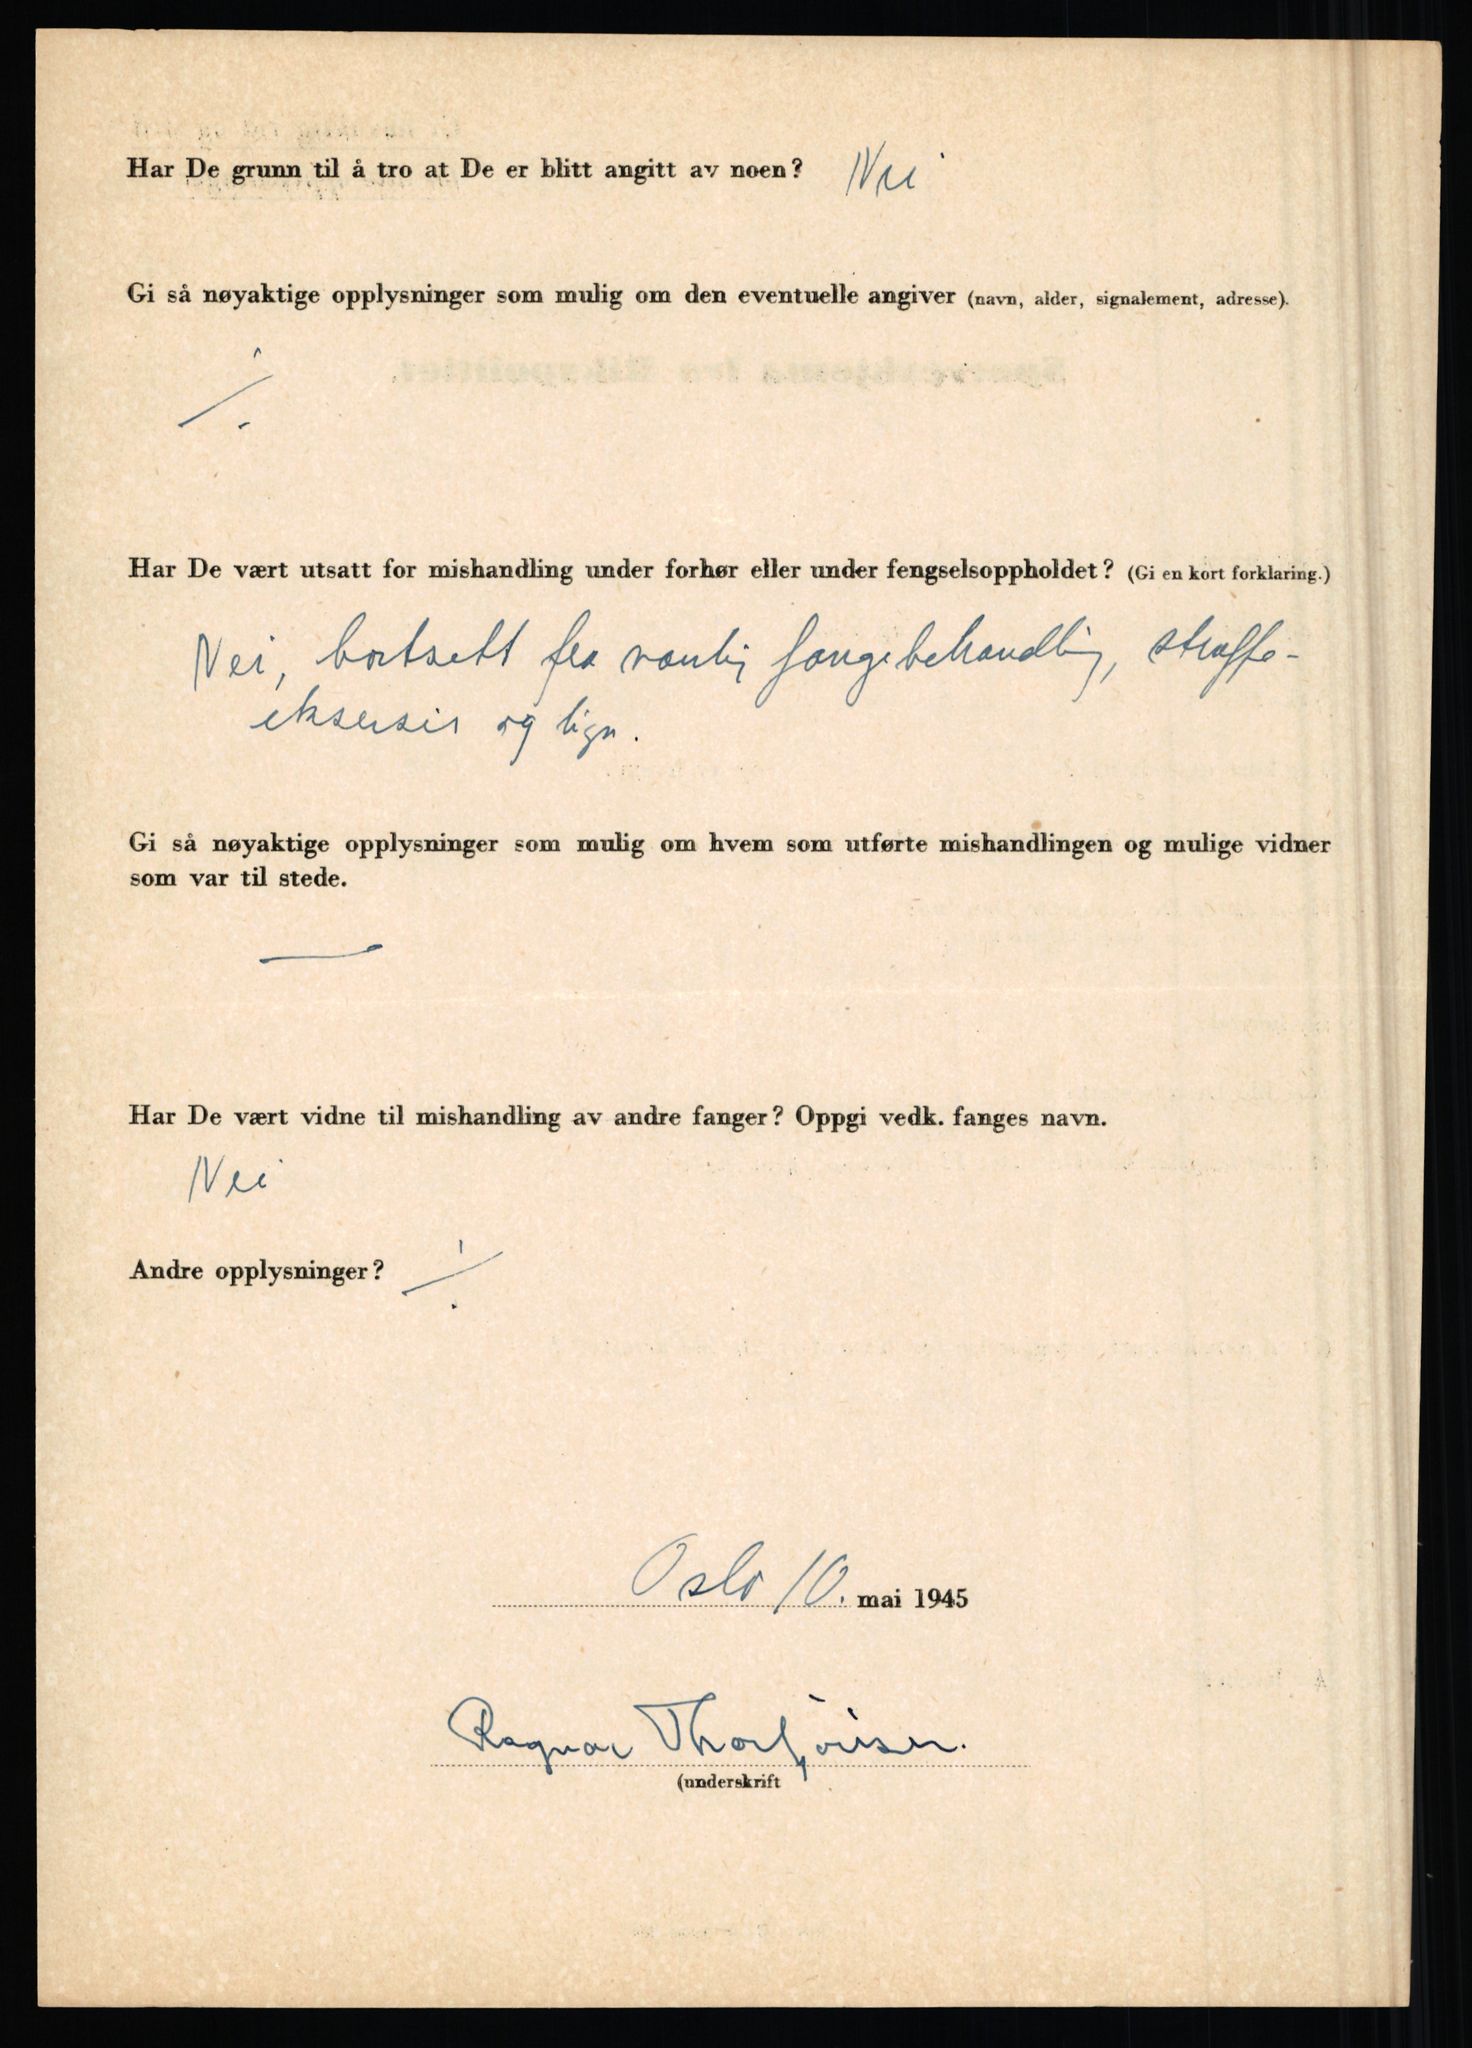 Har De grunn til å tro at De er blitt angitt av noen? Nei
Gi så nøyaktige opplysninger som mulig om den eventuelle angiver (navn, alder, signalement, adresse).
÷
Har De vært utsatt for mishandling under forhør eller under fengselsoppholdet? (Gi en kort forklaring.)
Nei, bortsett fra vanlig fangebehandling, straffe-
eksersis og lign.
Gi så nøyaktige opplysninger som mulig om hvem som utførte mishandlingen og mulige vidner
som var til stede.
—
Har De vært vidne til mishandling av andre fanger? Oppgi vedk. fanges navn.
Nei
Andre opplysninger? ÷
Oslo 10. mai 1945
Ragnar Thorbjörnsen.
(underskrift